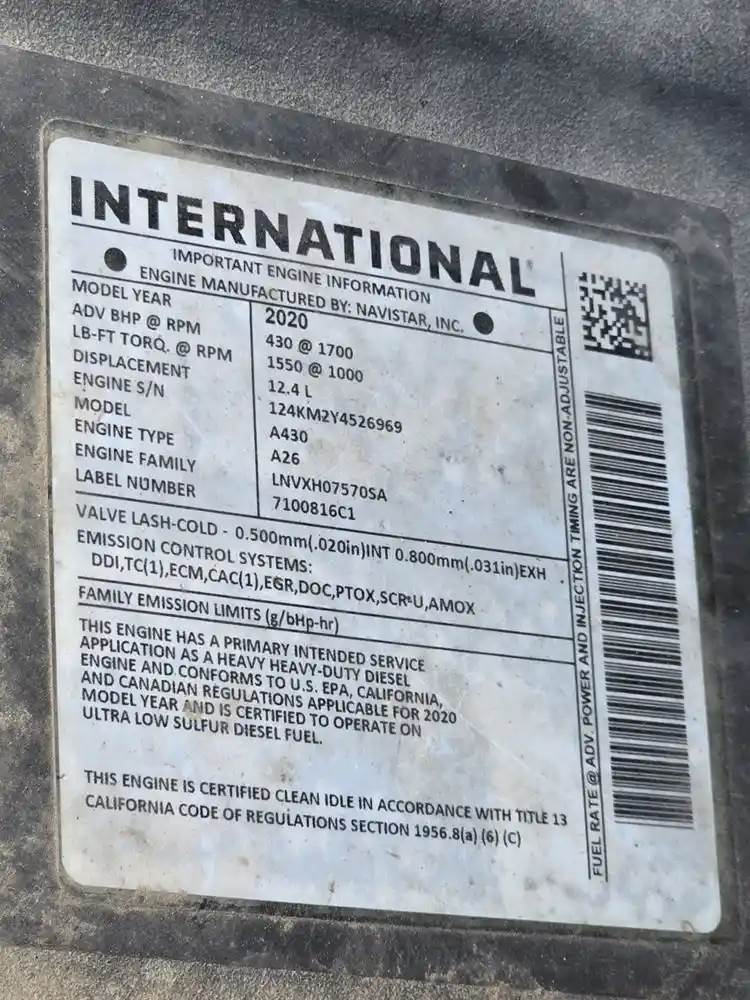 INTERNATIONAL
IMPORTANT ENGINE INFORMATION
ENGINE MANUFACTURED BY: NAVISTAR, INC.
MODEL YEAR 2020
ADV BHP @ RPM 430 @ 1700
LB-FT TORQ. @ RPM 1550 @ 1000
DISPLACEMENT 12.4 L
ENGINE S/N 124KM2Y4526969
MODEL A430
ENGINE TYPE A26
ENGINE FAMILY LNVXH07570SA
LABEL NUMBER 7100816C1
VALVE LASH-COLD - 0.500mm(.020in)INT 0.800mm(.031in)EXH .
EMISSION CONTROL SYSTEMS:
DDI,TC(1),ECM,CAC(1),EGR,DOC,PTOX,SCR-U,AMOX
FAMILY EMISSION LIMITS (g/bHp-hr)
THIS ENGINE HAS A PRIMARY INTENDED SERVICE
APPLICATION AS A HEAVY HEAVY-DUTY DIESEL
ENGINE AND CONFORMS TO U.S. EPA, CALIFORNIA,
AND CANADIAN REGULATIONS APPLICABLE FOR 2020
MODEL YEAR AND IS CERTIFIED TO OPERATE ON
ULTRA LOW SULFUR DIESEL FUEL.
THIS ENGINE IS CERTIFIED CLEAN IDLE IN ACCORDANCE WITH TITLE 13
CALIFORNIA CODE OF REGULATIONS SECTION 1956.8(a) (6) (C)
FUEL RATE @ ADV. POWER AND INJECTION TIMING ARE NON-ADJUSTABLE